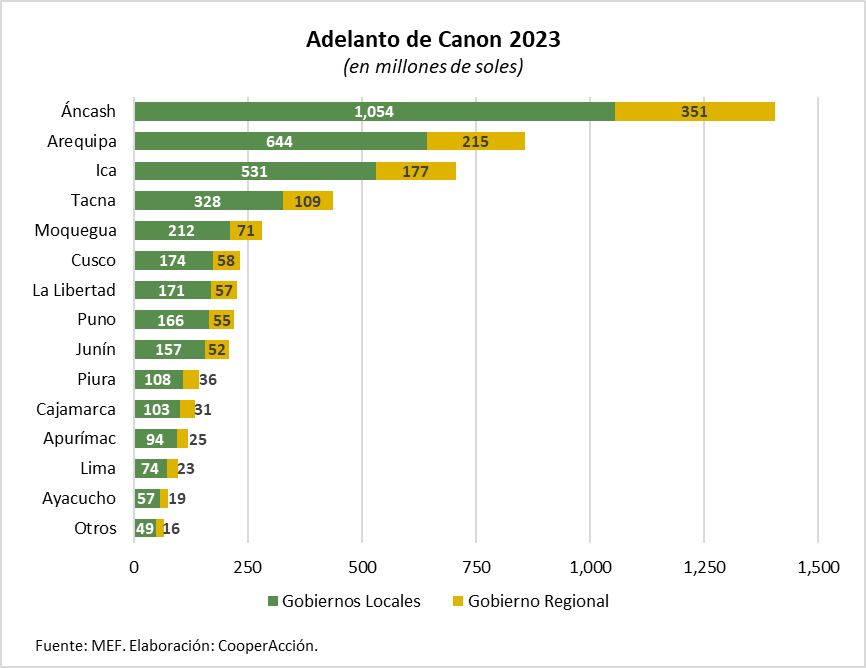 Adelanto de Canon 2023
(en millones de soles)
Áncash 1,054 351
Arequipa 644 215
Ica 531 177
Tacna 328 109
Moquegua 212 71
Cusco 174 58
La Libertad 171 57
Puno 166 55
Junín 157 52
Piura 108 36
Cajamarca 103 31
Apurímac 94 25
Lima 74 23
Ayacucho 57 19
Otros 49 16
0 250 500 750 1,000 1,250 1,500
Gobiernos Locales Gobierno Regional
Fuente: MEF. Elaboración: CooperAcción.